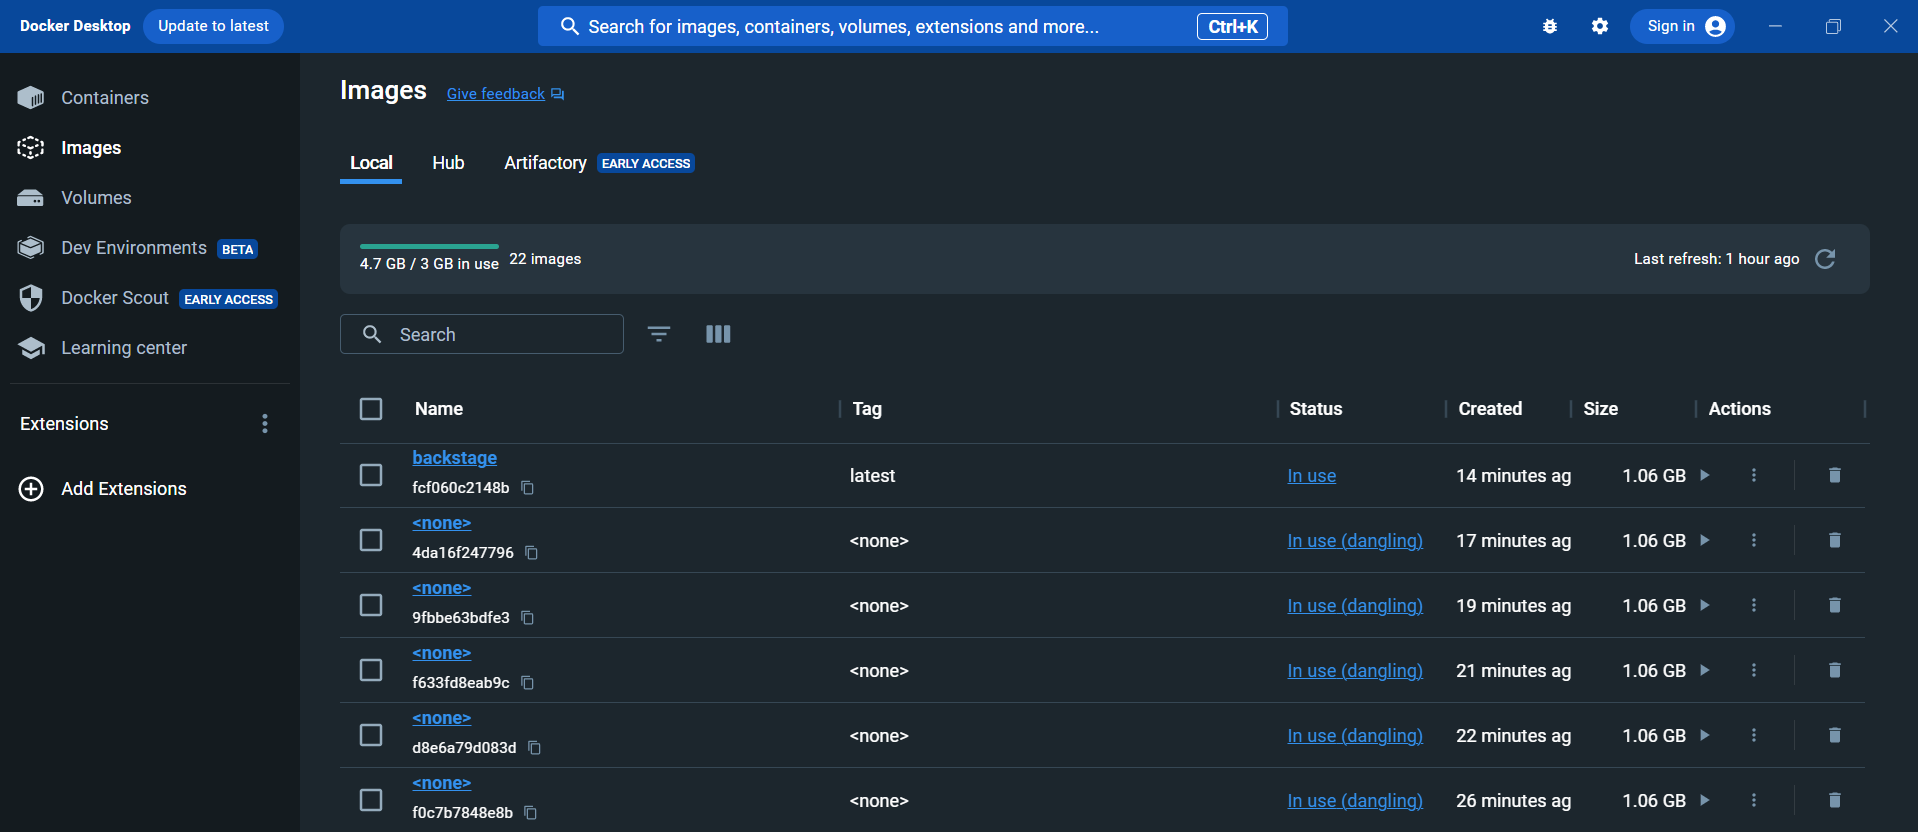 Docker Desktop Update to latest Search for images, containers, volumes, extensions and more... Ctrl+K Sign in
Containers
Images
Volumes
Dev Environments BETA
Docker Scout EARLY ACCESS
Learning center
Extensions
Add Extensions
Images Give feedback
Local Hub Artifactory EARLY ACCESS
4.7 GB / 3 GB in use 22 images Last refresh: 1 hour ago
Search
Name Tag Status Created Size Actions
backstage
fcf060c2148b latest In use 14 minutes ag 1.06 GB
<none>
4da16f247796 <none> In use (dangling) 17 minutes ag 1.06 GB
<none>
9fbbe63bdfe3 <none> In use (dangling) 19 minutes ag 1.06 GB
<none>
f633fd8eab9c <none> In use (dangling) 21 minutes ag 1.06 GB
<none>
d8e6a79d083d <none> In use (dangling) 22 minutes ag 1.06 GB
<none>
f0c7b7848e8b <none> In use (dangling) 26 minutes ag 1.06 GB